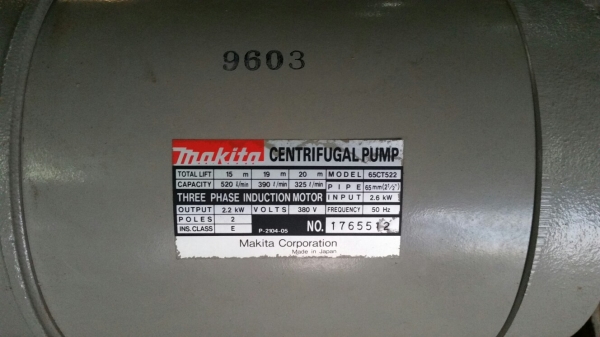 9603
makita CENTRIFUGAL PUMP
TOTAL LIFT 15 m 19 m 20 m MODEL 65CT522
CAPACITY 520 ℓ/min 390 ℓ/min 325 ℓ/min PIPE 65mm(2½")
THREE PHASE INDUCTION MOTOR INPUT 2.6 kW
OUTPUT 2.2 kW VOLTS 380 V FREQUENCY 50 Hz
POLES 2
INS. CLASS E P-2104-05 NO. 1765512
Makita Corporation
Made in Japan